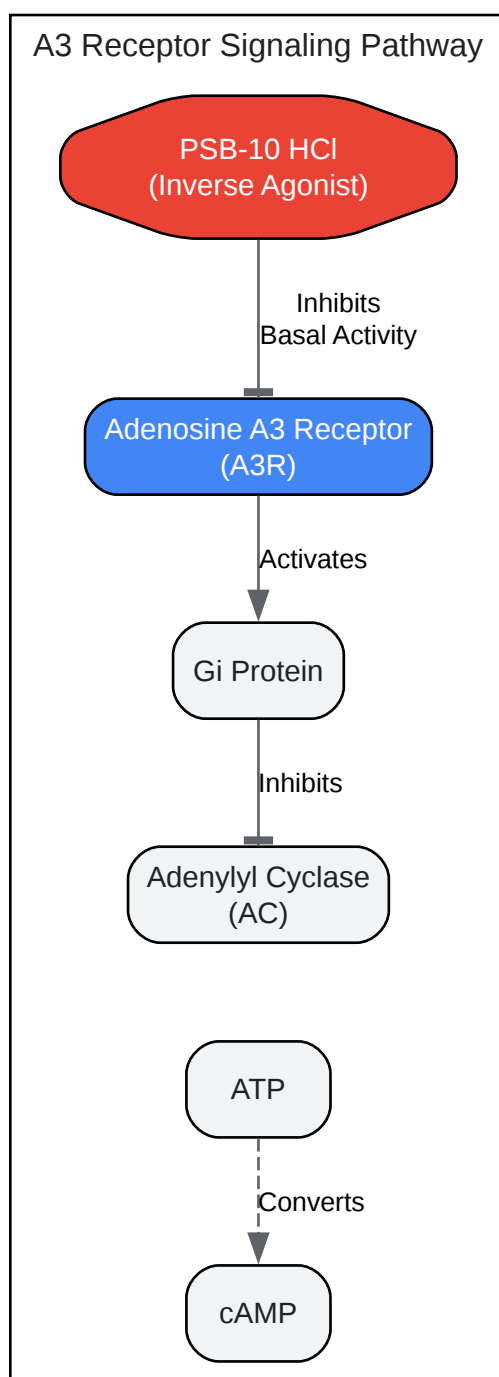 A3 Receptor Signaling Pathway
PSB-10 HCl
(Inverse Agonist)
Inhibits
Basal Activity
Adenosine A3 Receptor
(A3R)
Activates
Gi Protein
Inhibits
Adenylyl Cyclase
(AC)
ATP
Converts
cAMP